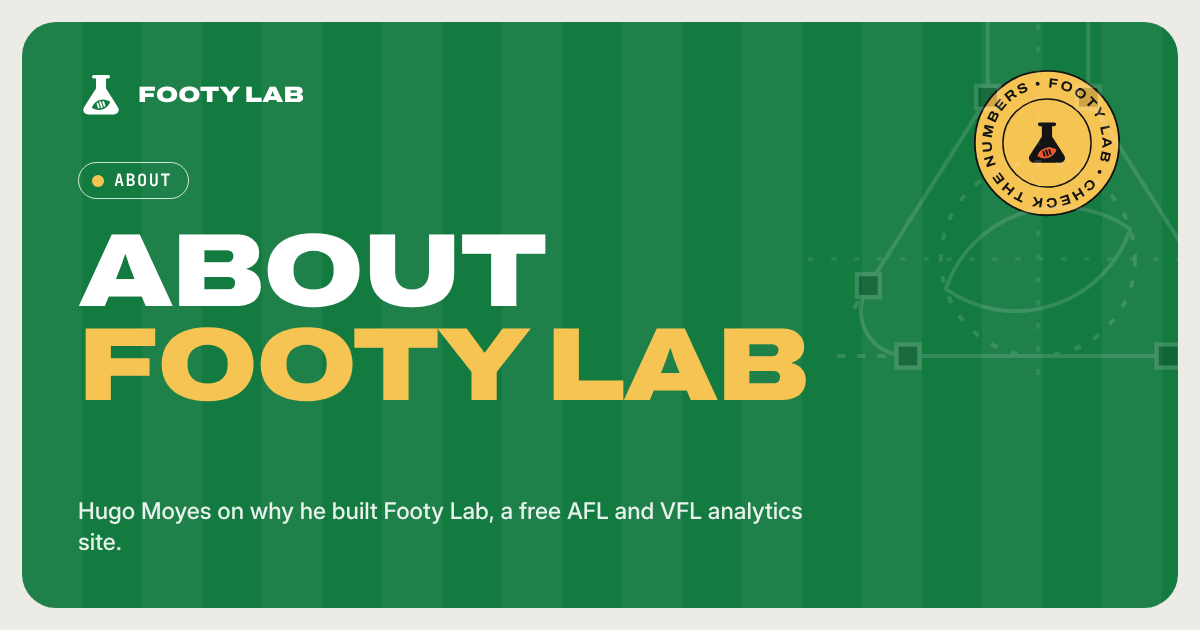 FOOTY LAB
FOOTY LAB • CHECK THE NUMBERS •
ABOUT
ABOUT
FOOTY LAB
Hugo Moyes on why he built Footy Lab, a free AFL and VFL analytics
site.